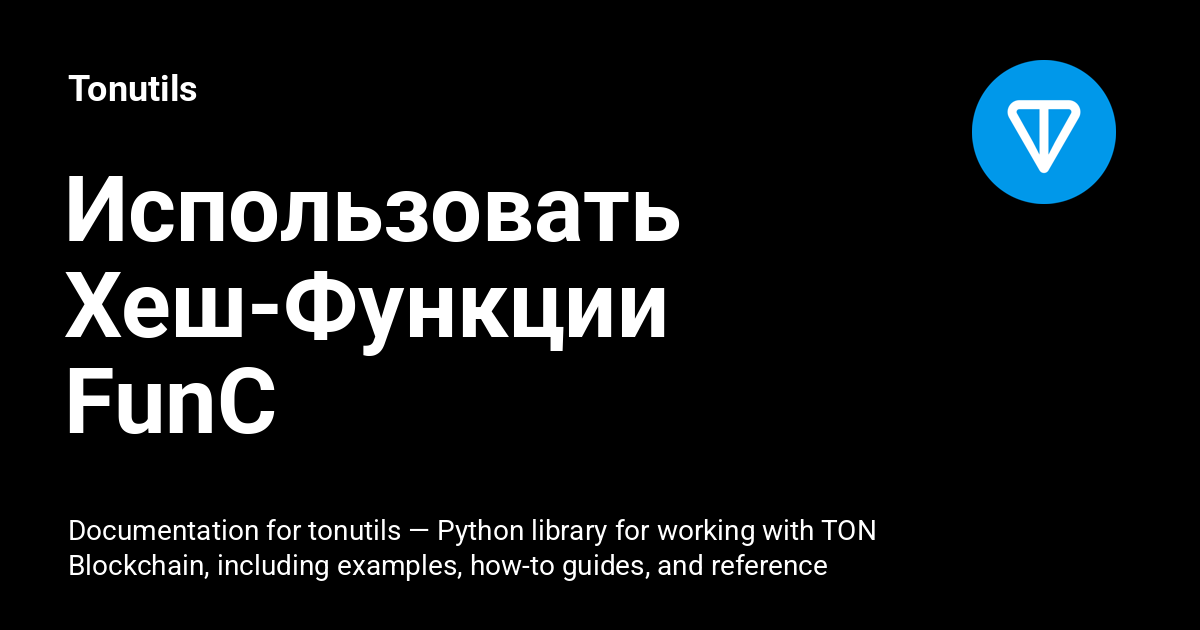 Tonutils
Использовать
Хеш-Функции
FunC
Documentation for tonutils — Python library for working with TON
Blockchain, including examples, how-to guides, and reference